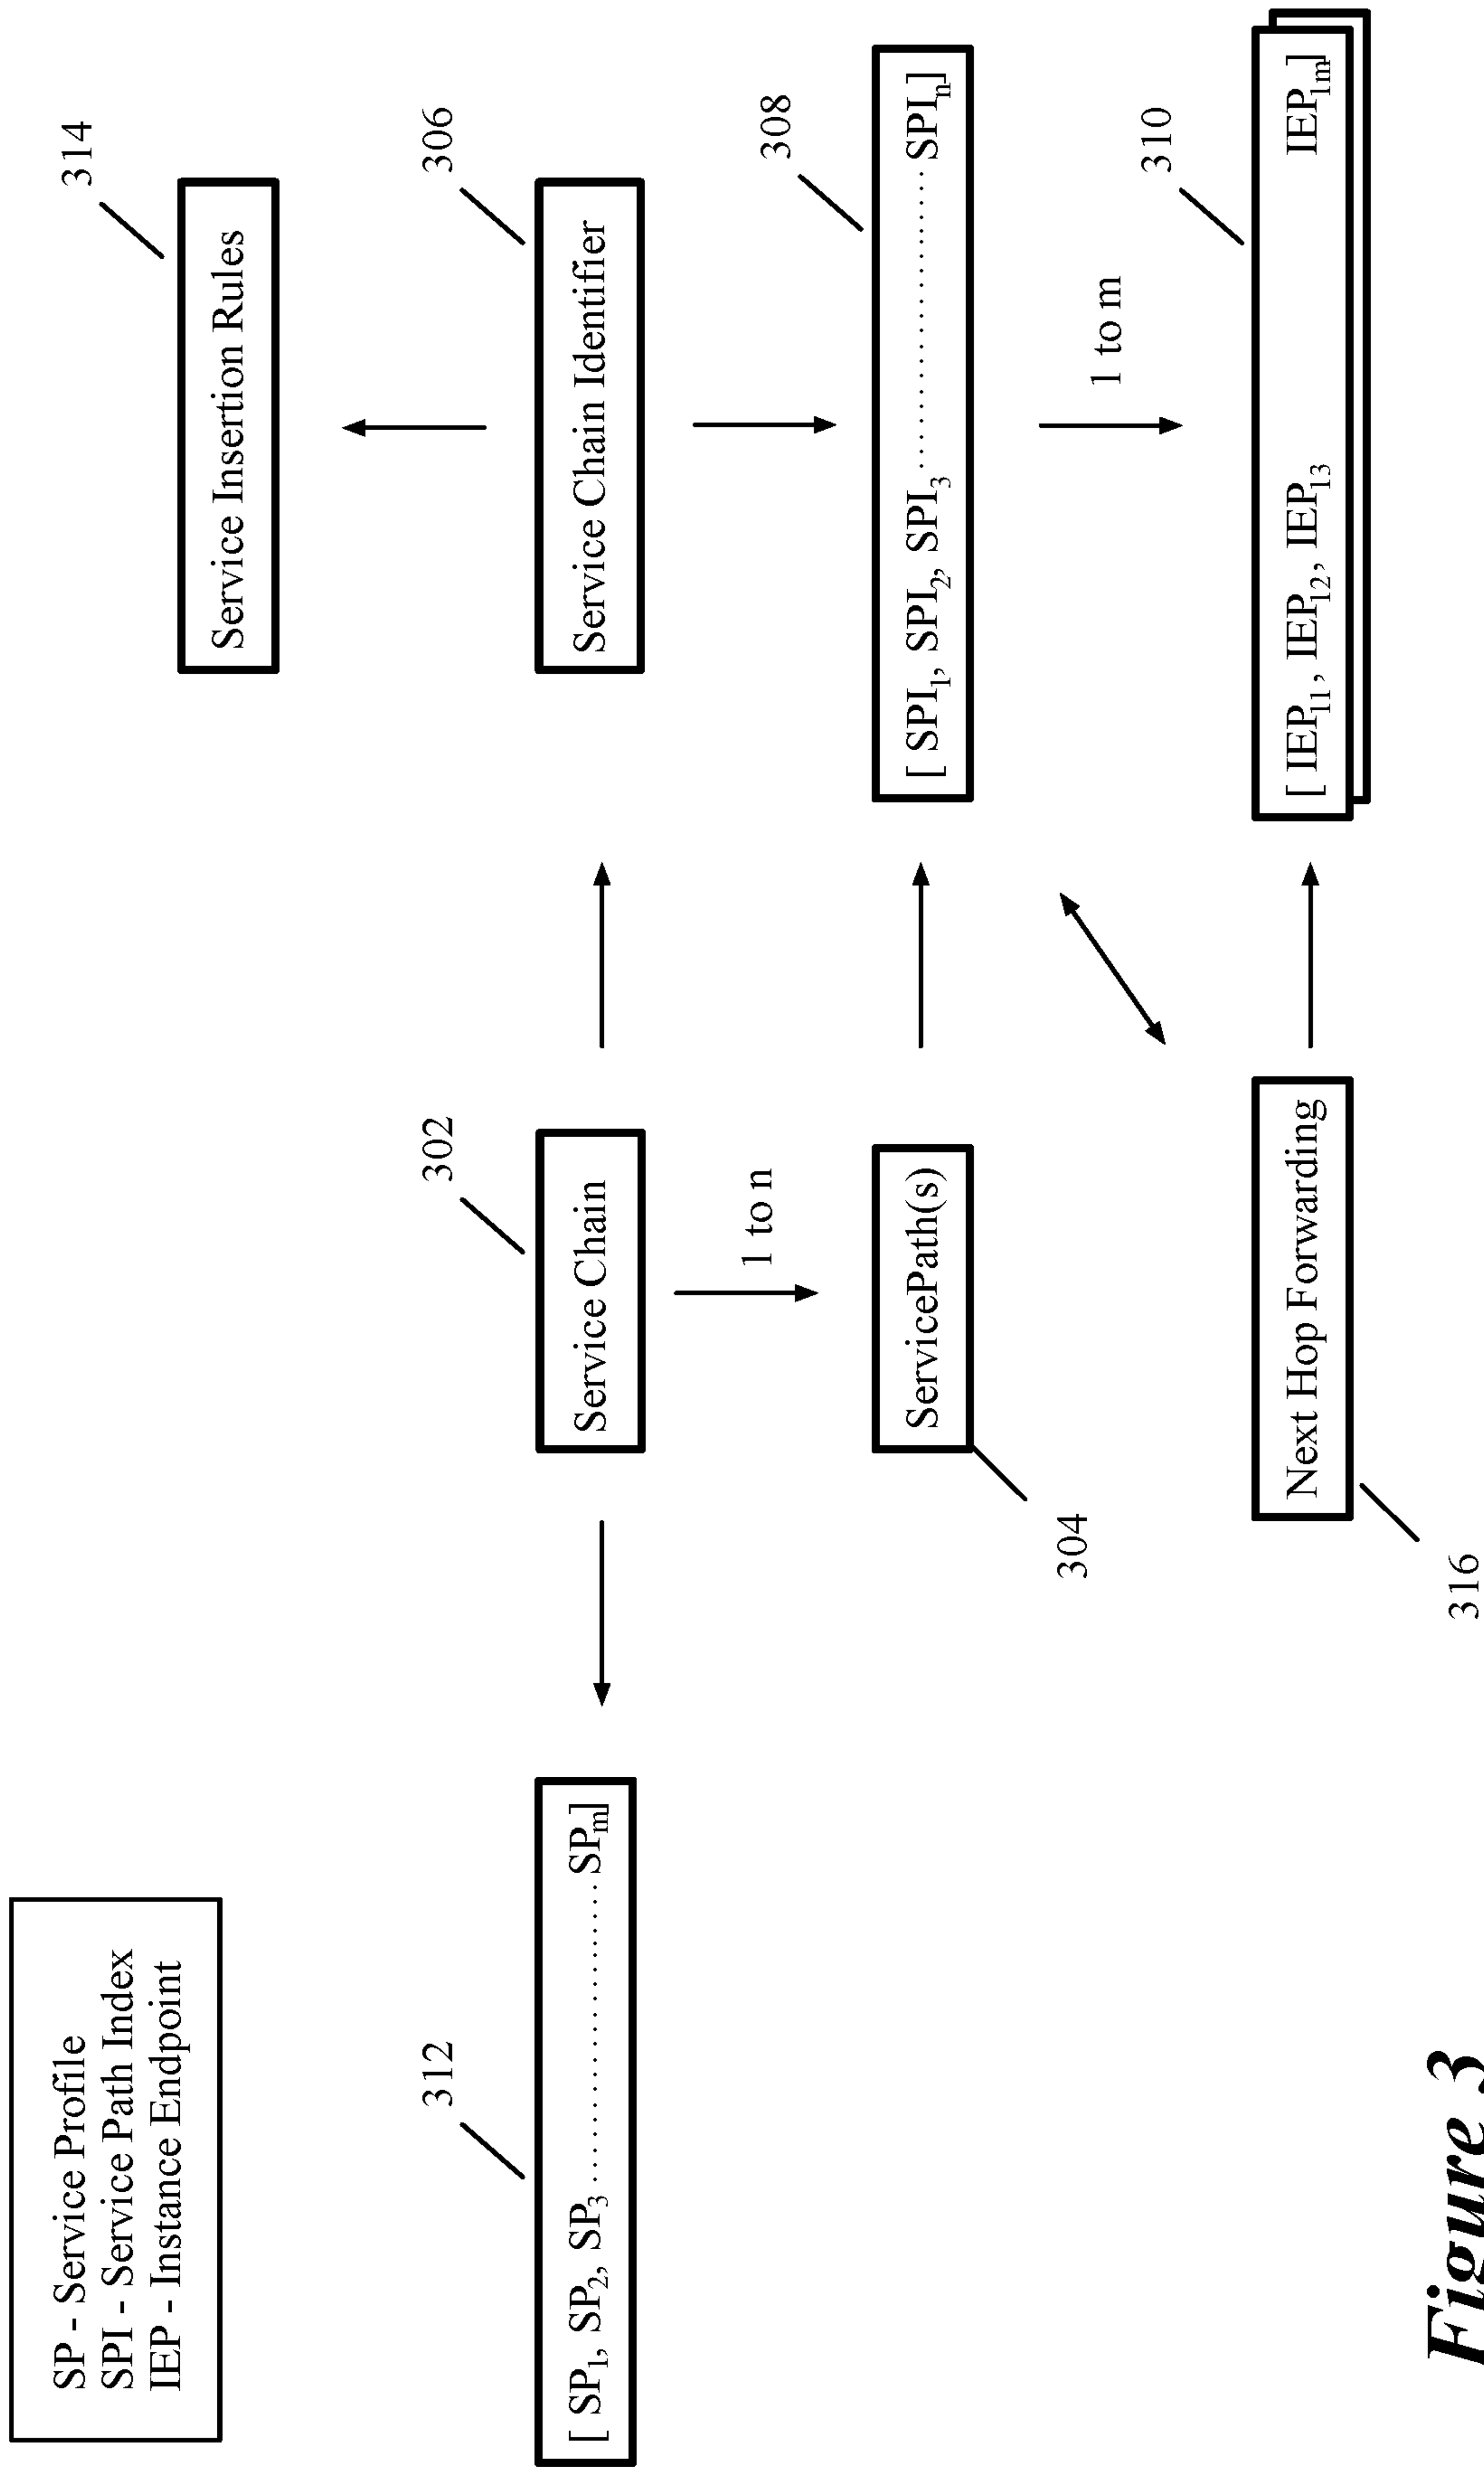 SP - Service Profile
SPI - Service Path Index
IEP - Instance Endpoint
314
Service Insertion Rules
312
302
306
[ SP1, SP2, SP3 ........................ SPm]
Service Chain
Service Chain Identifier
1 to n
308
ServicePath(s)
[ SPI1, SPI2, SPI3 ........................ SPIn]
304
1 to m
310
Next Hop Forwarding
[ IEP11, IEP12, IEP13 IEP1m]
316
Figure 3